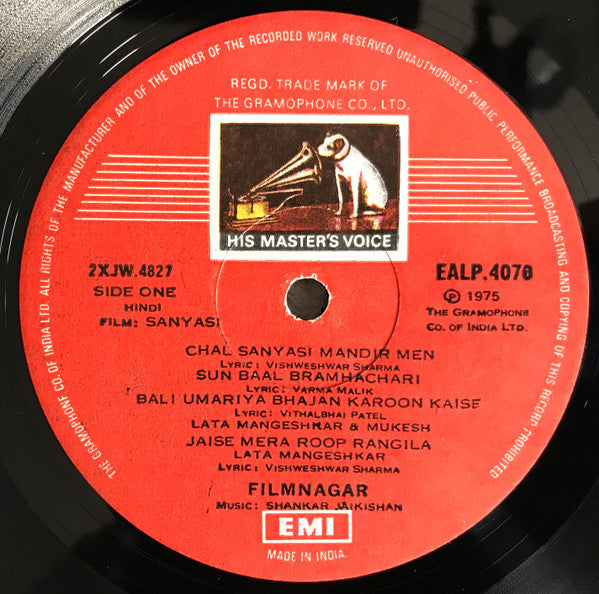 THE GRAMOPHONE CO. OF INDIA LTD. ALL RIGHTS OF THE MANUFACTURER AND OF THE OWNER OF THE RECORDED WORK RESERVED UNAUTHORISED PUBLIC PERFORMANCE BROADCASTING AND COPYING OF THIS RECORD PROHIBITED
REGD. TRADE MARK OF
THE GRAMOPHONE CO., LTD.
HIS MASTER'S VOICE
2XJW.4827
EALP.4070
SIDE ONE
℗ 1975
HINDI
THE GRAMOPHONE
FILM: SANYASI
CO. OF INDIA LTD.
CHAL SANYASI MANDIR MEN
LYRIC: VISHWESHWAR SHARMA
SUN BAAL BRAMHACHARI
LYRIC: VARMA MALIK
BALI UMARIYA BHAJAN KAROON KAISE
LYRIC: VITHALBHAI PATEL
LATA MANGESHKAR & MUKESH
JAISE MERA ROOP RANGILA
LATA MANGESHKAR
LYRIC: VISHWESHWAR SHARMA
FILMNAGAR
MUSIC: SHANKAR JAIKISHAN
EMI
MADE IN INDIA.